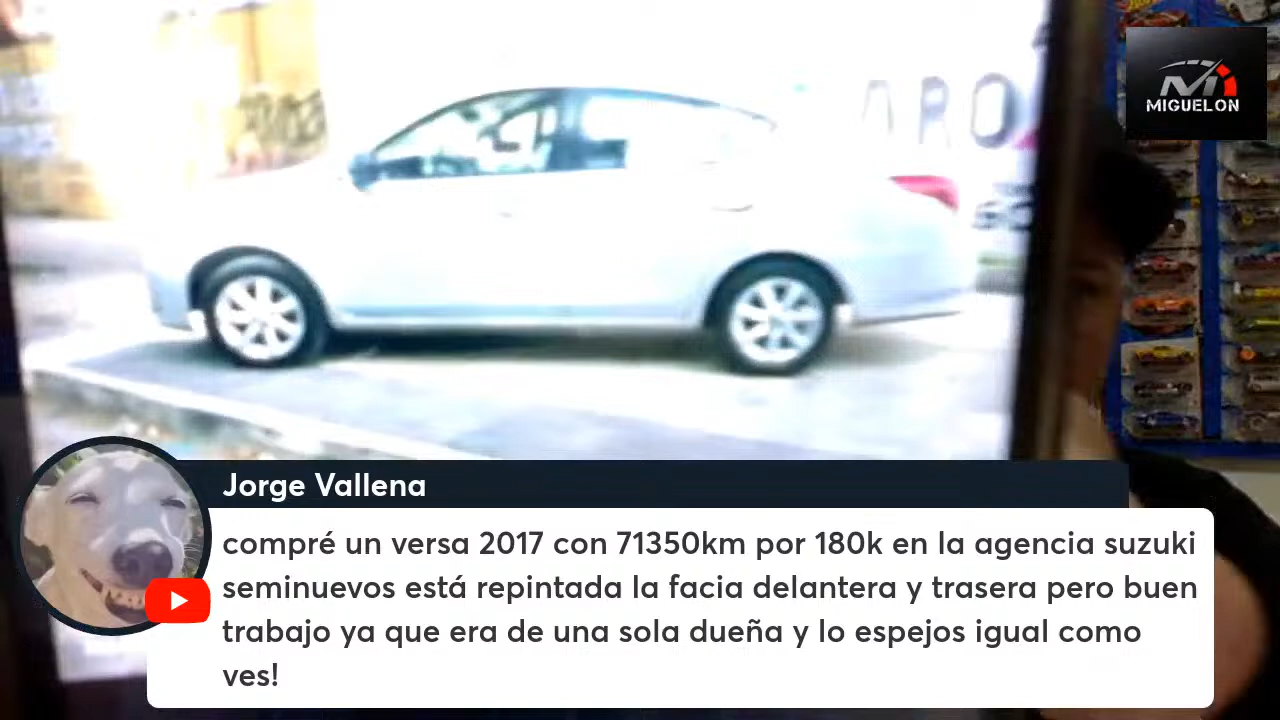 ARO
MIGUELON
Jorge Vallena
compré un versa 2017 con 71350km por 180k en la agencia suzuki
seminuevos está repintada la facia delantera y trasera pero buen
trabajo ya que era de una sola dueña y lo espejos igual como
ves!